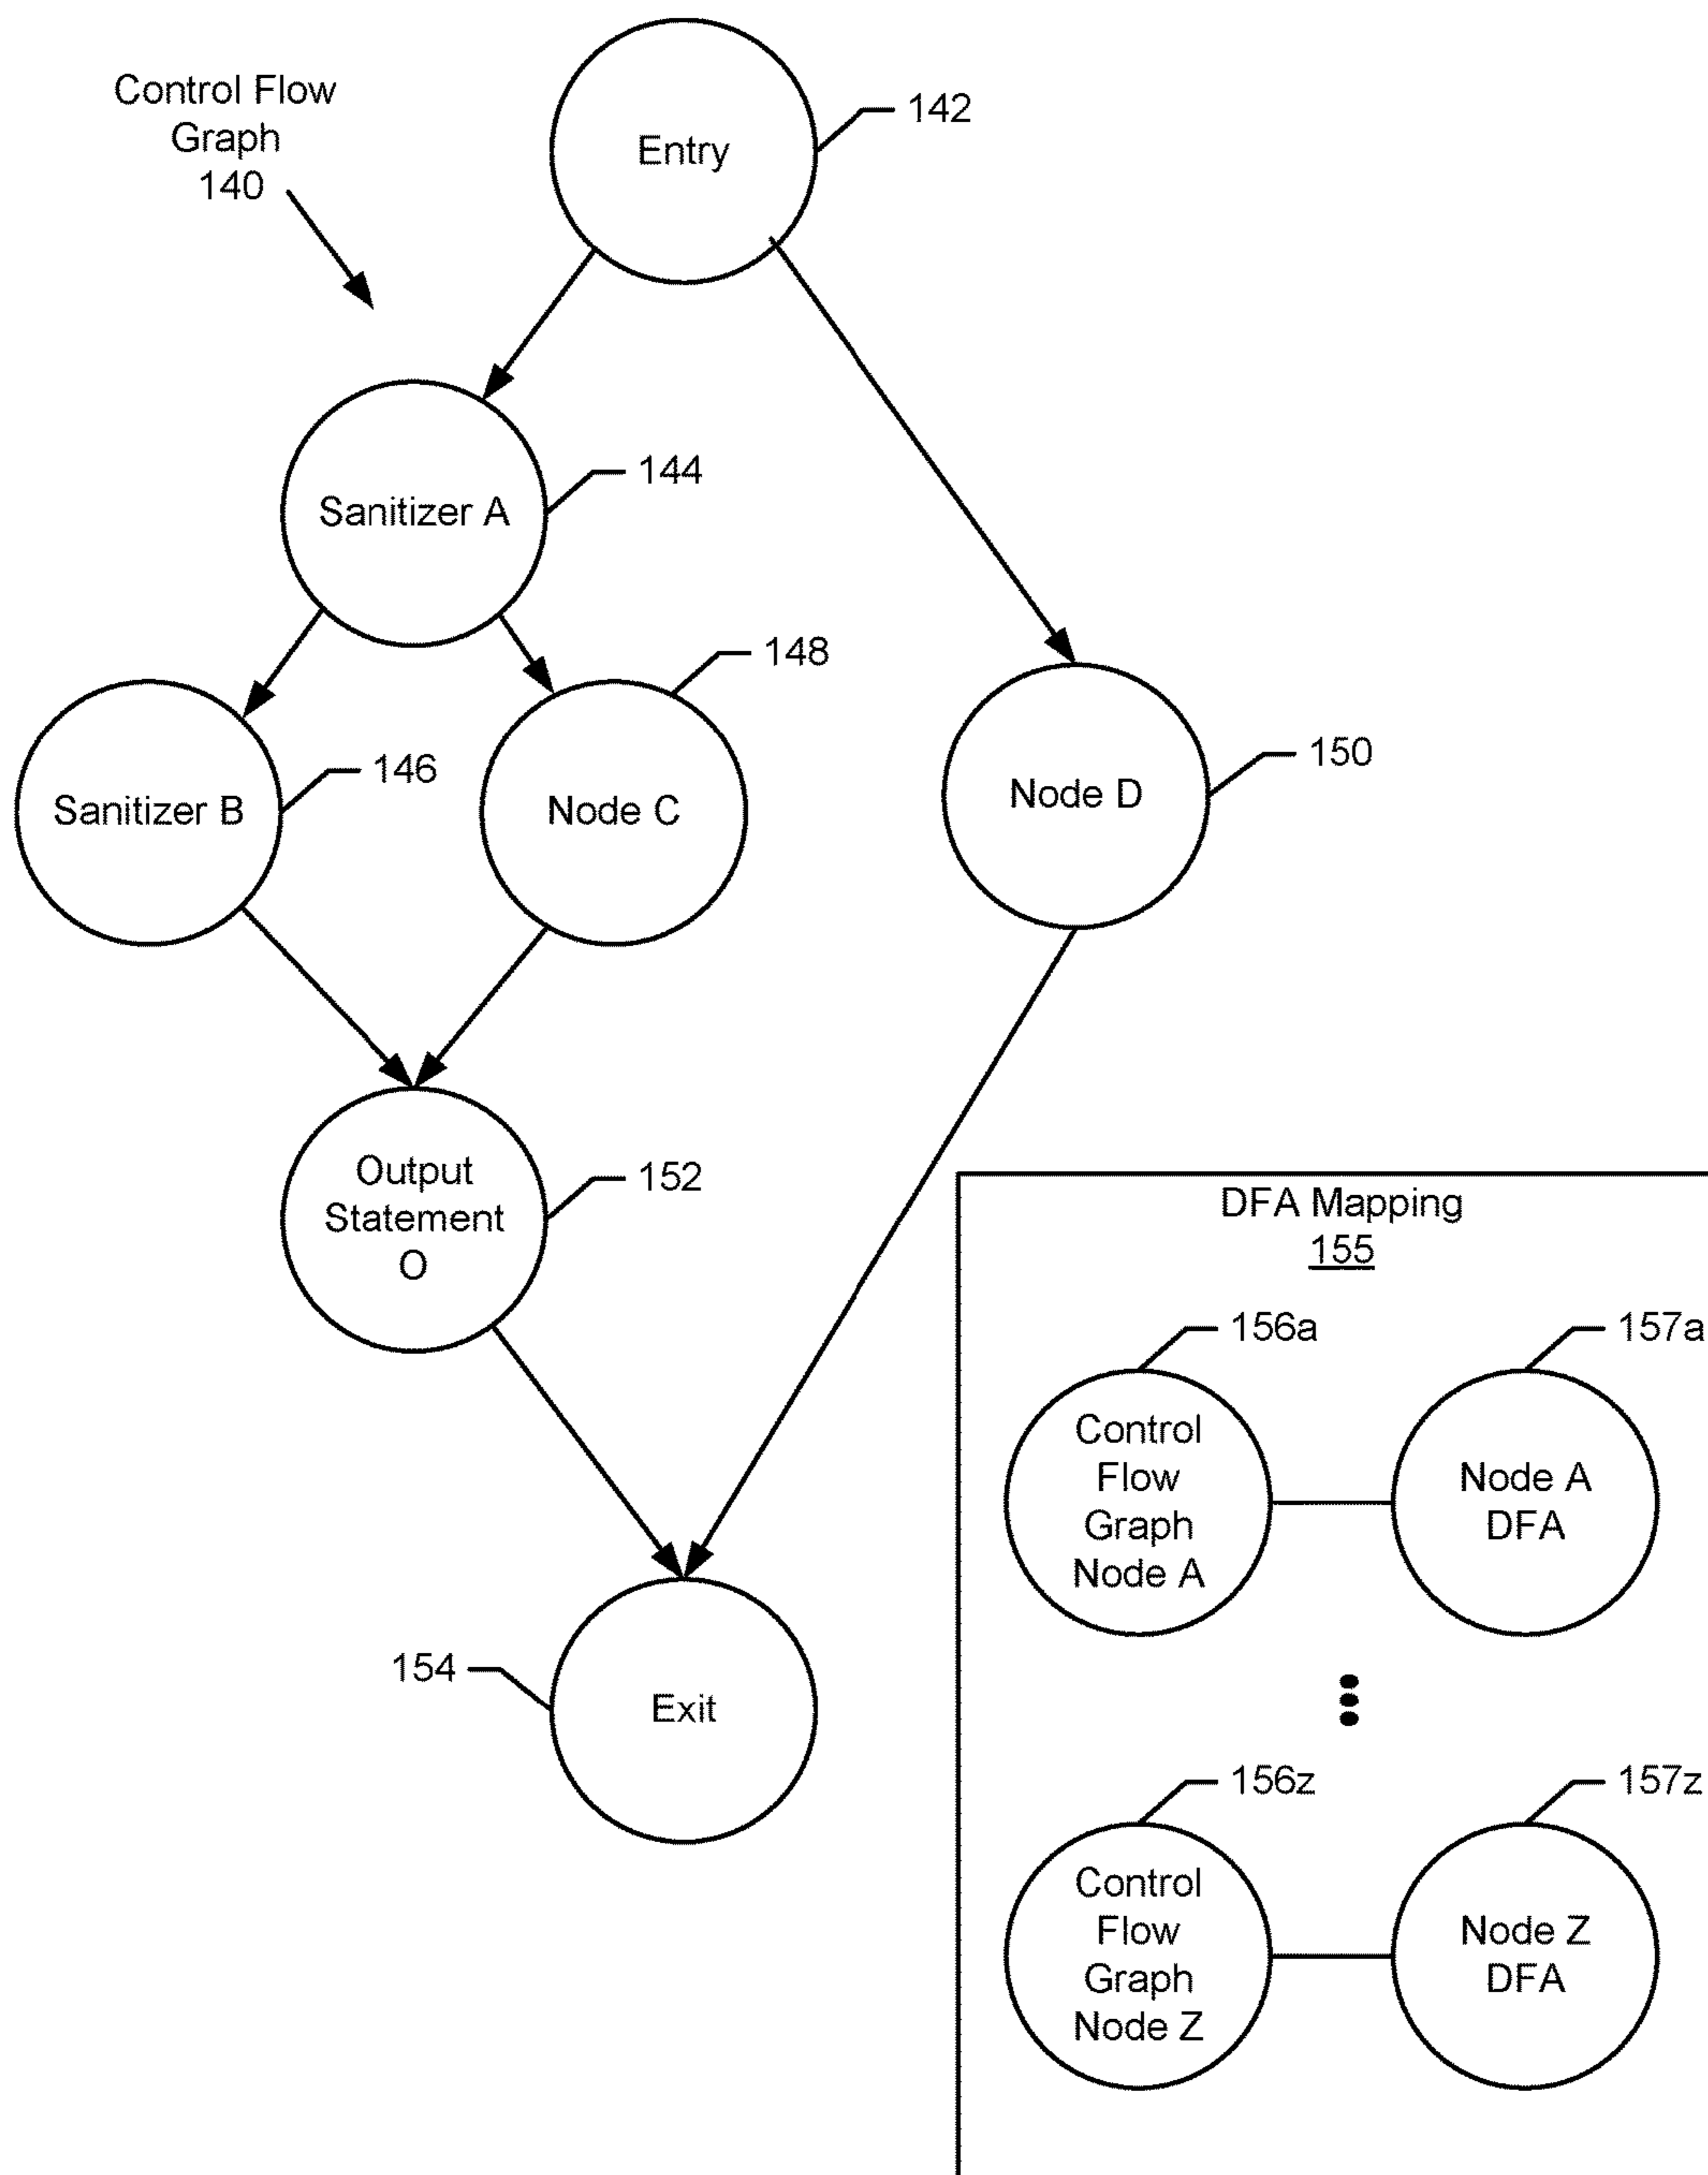 Control Flow
Graph
140
Entry
142
Sanitizer A
144
Sanitizer B
146
Node C
148
Node D
150
Output
Statement
O
152
Exit
154
DFA Mapping
155
Control
Flow
Graph
Node A
156a
Node A
DFA
157a
Control
Flow
Graph
Node Z
156z
Node Z
DFA
157z